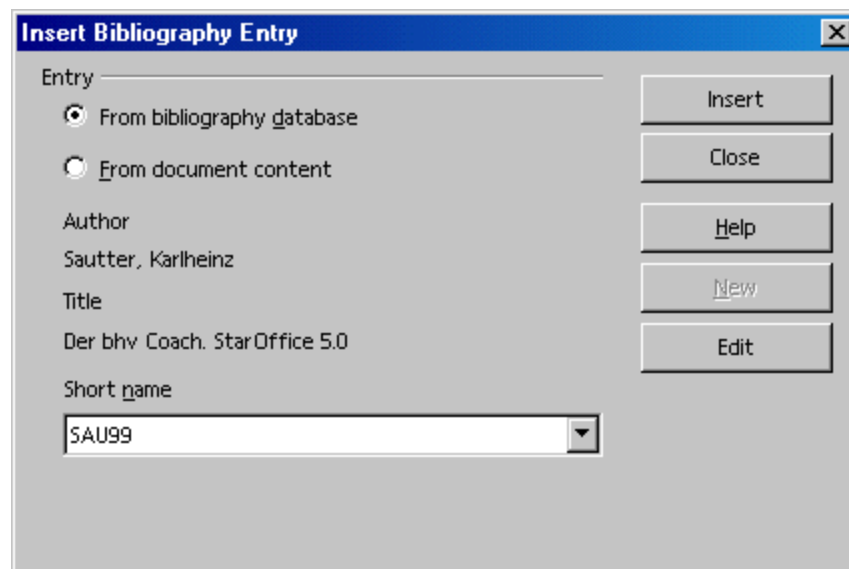 Insert Bibliography Entry
Entry
From bibliography database
From document content
Author
Sautter, Karlheinz
Title
Der bhv Coach. StarOffice 5.0
Short name
SAU99
Insert
Close
Help
New
Edit